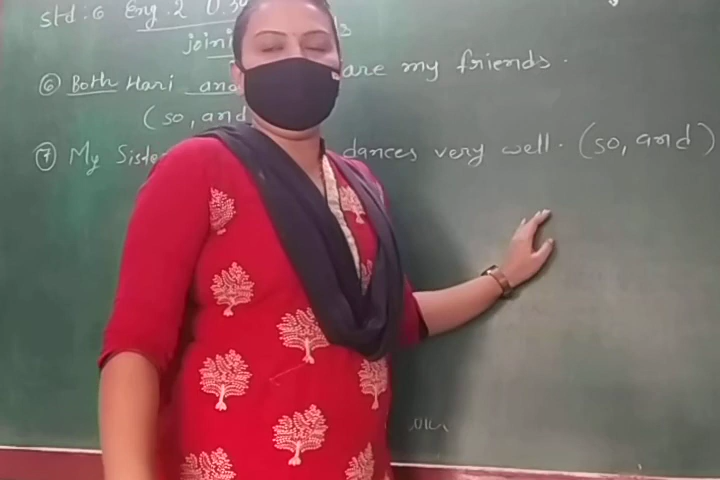 Std: 6 Eng. 2
joini
⑥ Both Hari and are my friends.
(so, and
⑦ My Siste dances very well. (so, and)